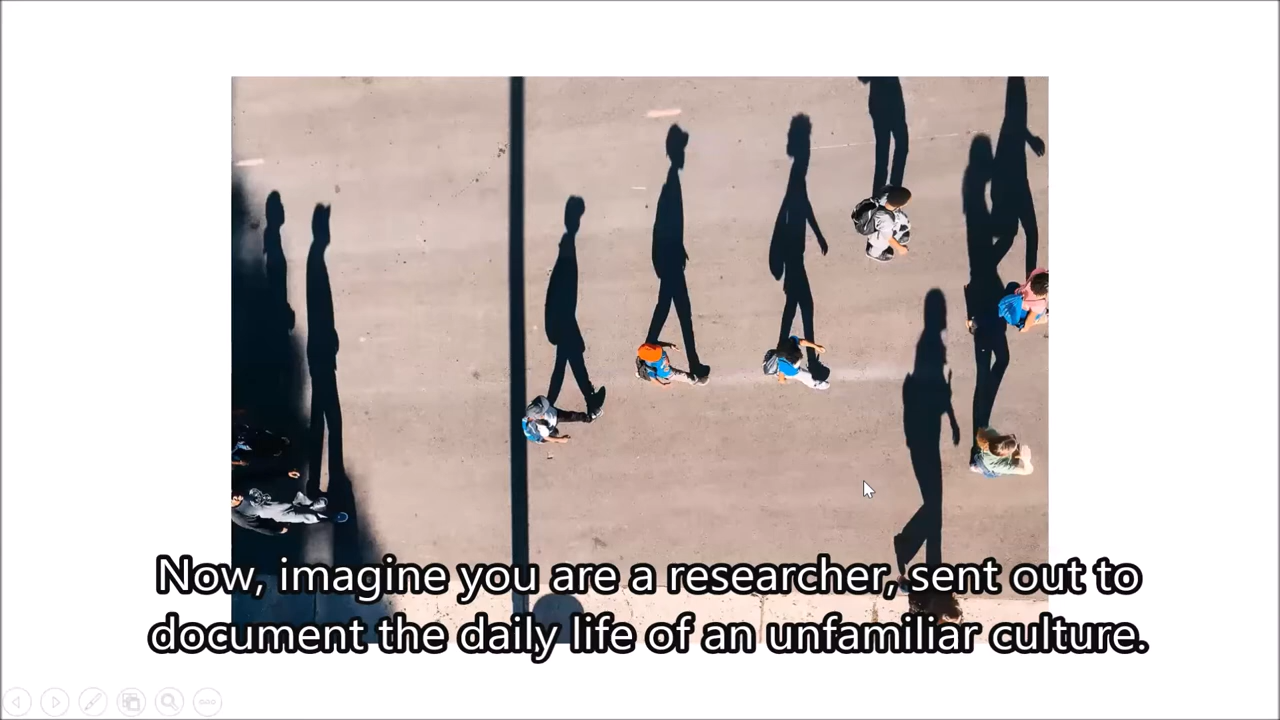 Now, imagine you are a researcher, sent out to
document the daily life of an unfamiliar culture.